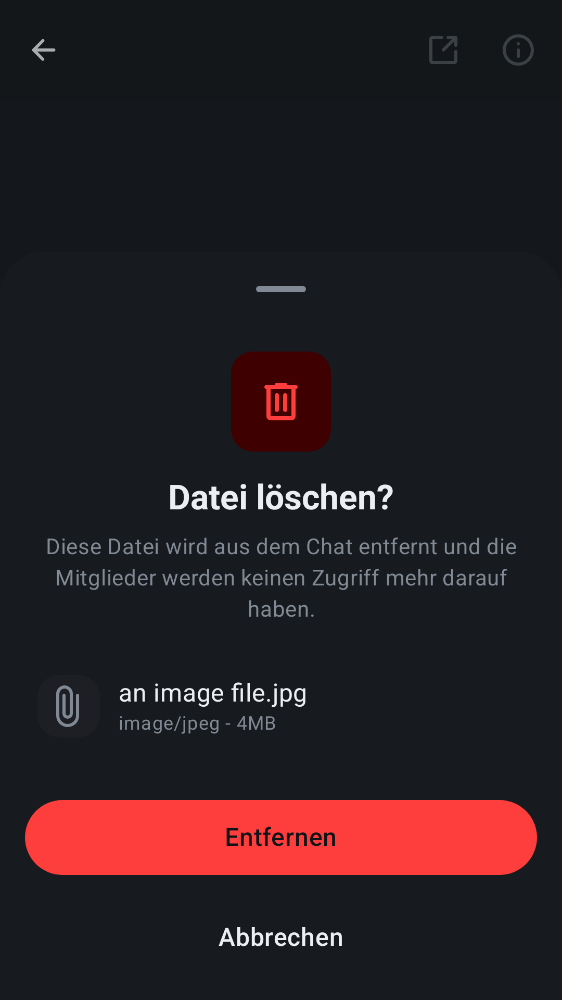 Datei löschen?
Diese Datei wird aus dem Chat entfernt und die
Mitglieder werden keinen Zugriff mehr darauf
haben.
an image file.jpg
image/jpeg - 4MB
Entfernen
Abbrechen